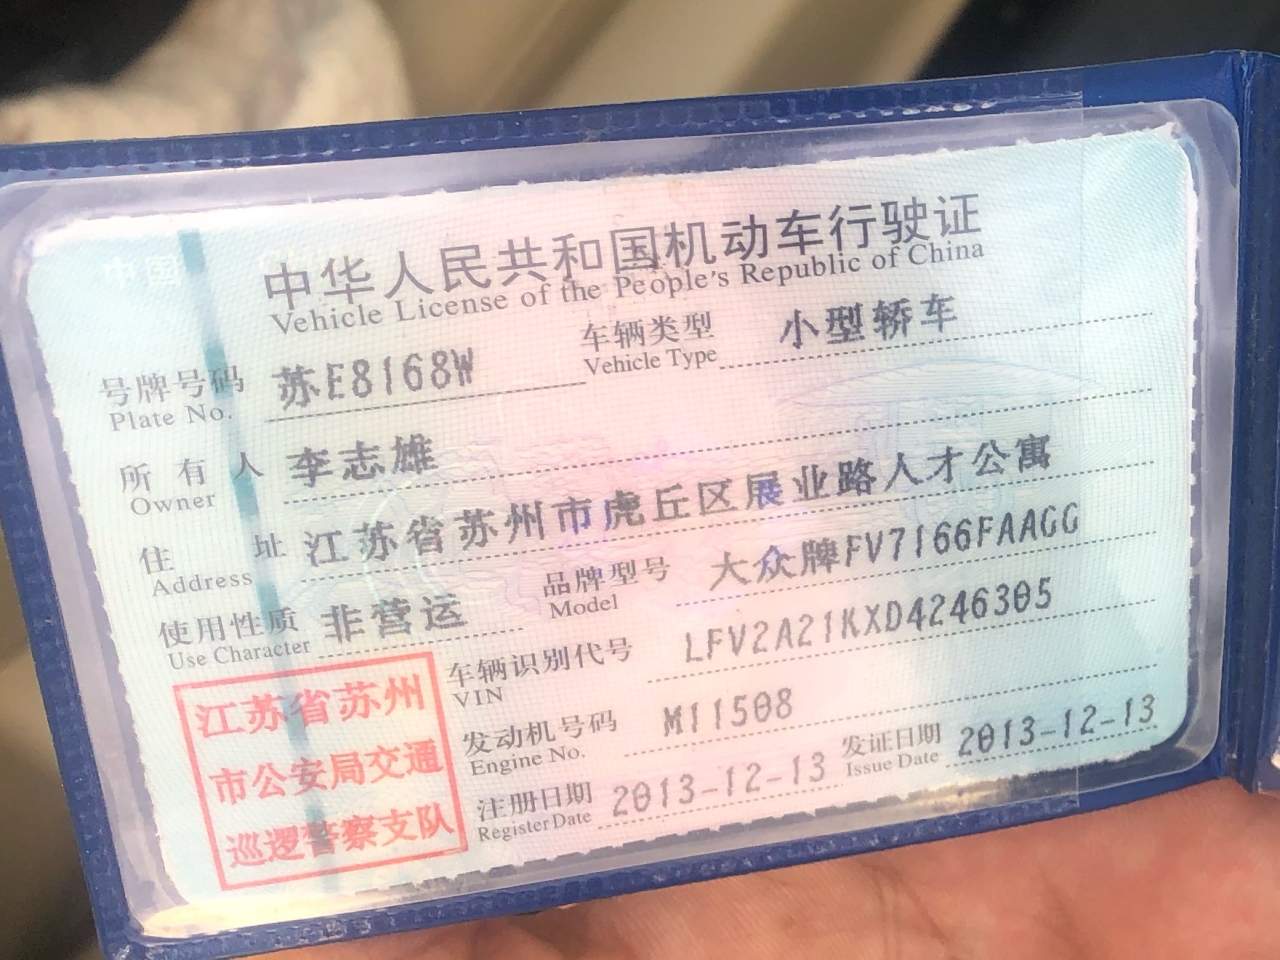 中国
中华人民共和国机动车行驶证
Vehicle License of the People's Republic of China
号牌号码 苏E8168W 车辆类型 小型轿车
Plate No. Vehicle Type
所有人 李志雄
Owner
住址 江苏省苏州市虎丘区展业路人才公寓
Address
使用性质 非营运 品牌型号 大众牌FV7166FAAGG
Use Character Model
车辆识别代号 LFV2A21KXD4246305
VIN
发动机号码 M11508
Engine No.
注册日期 2013-12-13 发证日期 2013-12-13
Register Date Issue Date
江苏省苏州
市公安局交通
巡逻警察支队